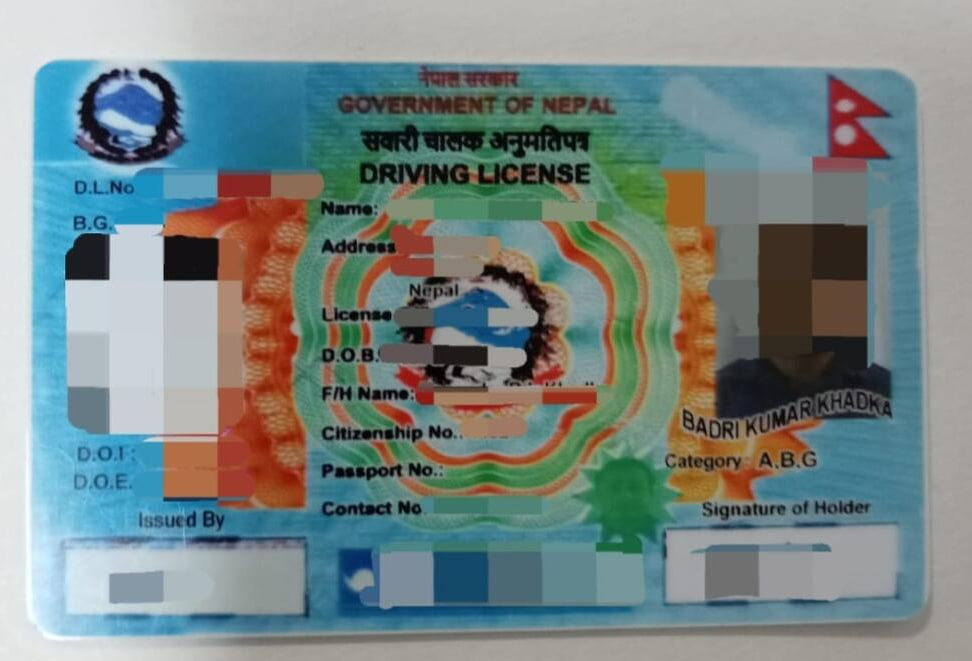 नेपाल सरकार
GOVERNMENT OF NEPAL
सवारी चालक अनुमतिपत्र
DRIVING LICENSE
D.L.No
B.G.
Name:
Address
Nepal
License
D.O.B.
F/H Name:
Citizenship No.:
Passport No.:
Contact No
D.O.I :
D.O.E.
Issued By
BADRI KUMAR KHADKA
Category : A,B,G
Signature of Holder